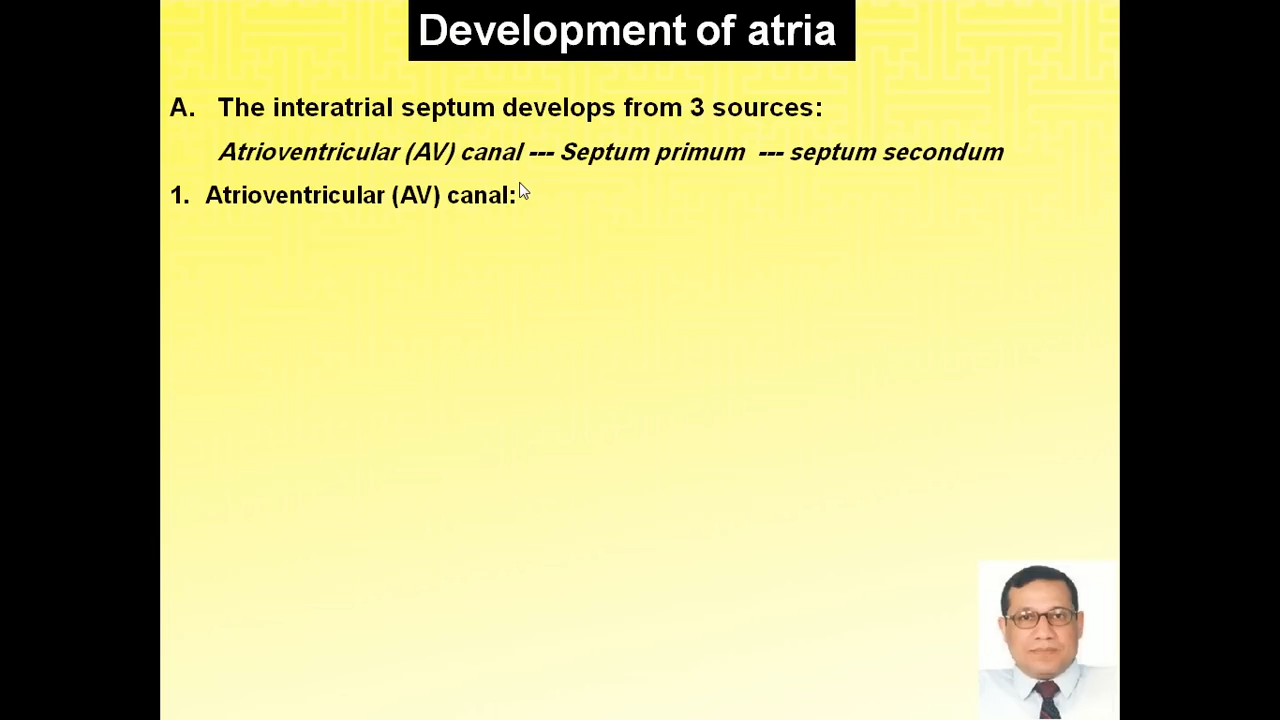 Development of atria
A. The interatrial septum develops from 3 sources:
Atrioventricular (AV) canal --- Septum primum --- septum secondum
1. Atrioventricular (AV) canal: